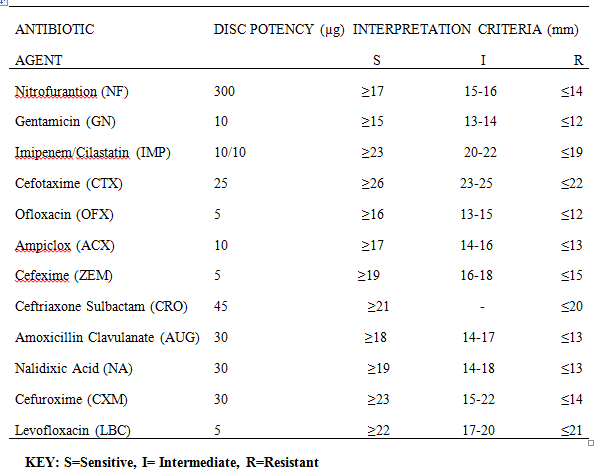 ANTIBIOTIC DISC POTENCY (µg) INTERPRETATION CRITERIA (mm)
AGENT S I R
Nitrofurantion (NF) 300 ≥17 15-16 ≤14
Gentamicin (GN) 10 ≥15 13-14 ≤12
Imipenem/Cilastatin (IMP) 10/10 ≥23 20-22 ≤19
Cefotaxime (CTX) 25 ≥26 23-25 ≤22
Ofloxacin (OFX) 5 ≥16 13-15 ≤12
Ampiclox (ACX) 10 ≥17 14-16 ≤13
Cefexime (ZEM) 5 ≥19 16-18 ≤15
Ceftriaxone Sulbactam (CRO) 45 ≥21 - ≤20
Amoxicillin Clavulanate (AUG) 30 ≥18 14-17 ≤13
Nalidixic Acid (NA) 30 ≥19 14-18 ≤13
Cefuroxime (CXM) 30 ≥23 15-22 ≤14
Levofloxacin (LBC) 5 ≥22 17-20 ≤21
KEY: S=Sensitive, I= Intermediate, R=Resistant